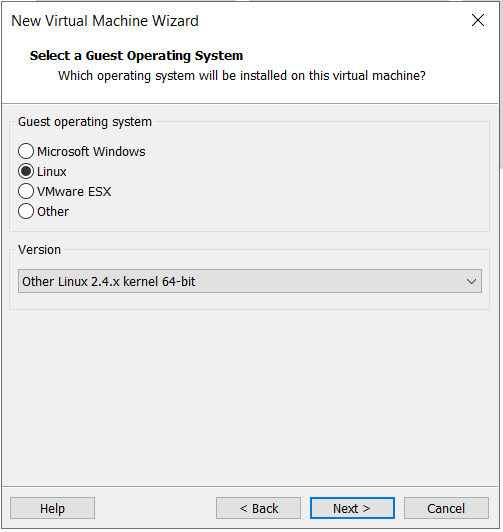 New Virtual Machine Wizard
Select a Guest Operating System
Which operating system will be installed on this virtual machine?
Guest operating system
Microsoft Windows
Linux
VMware ESX
Other
Version
Other Linux 2.4.x kernel 64-bit
Help
< Back
Next >
Cancel